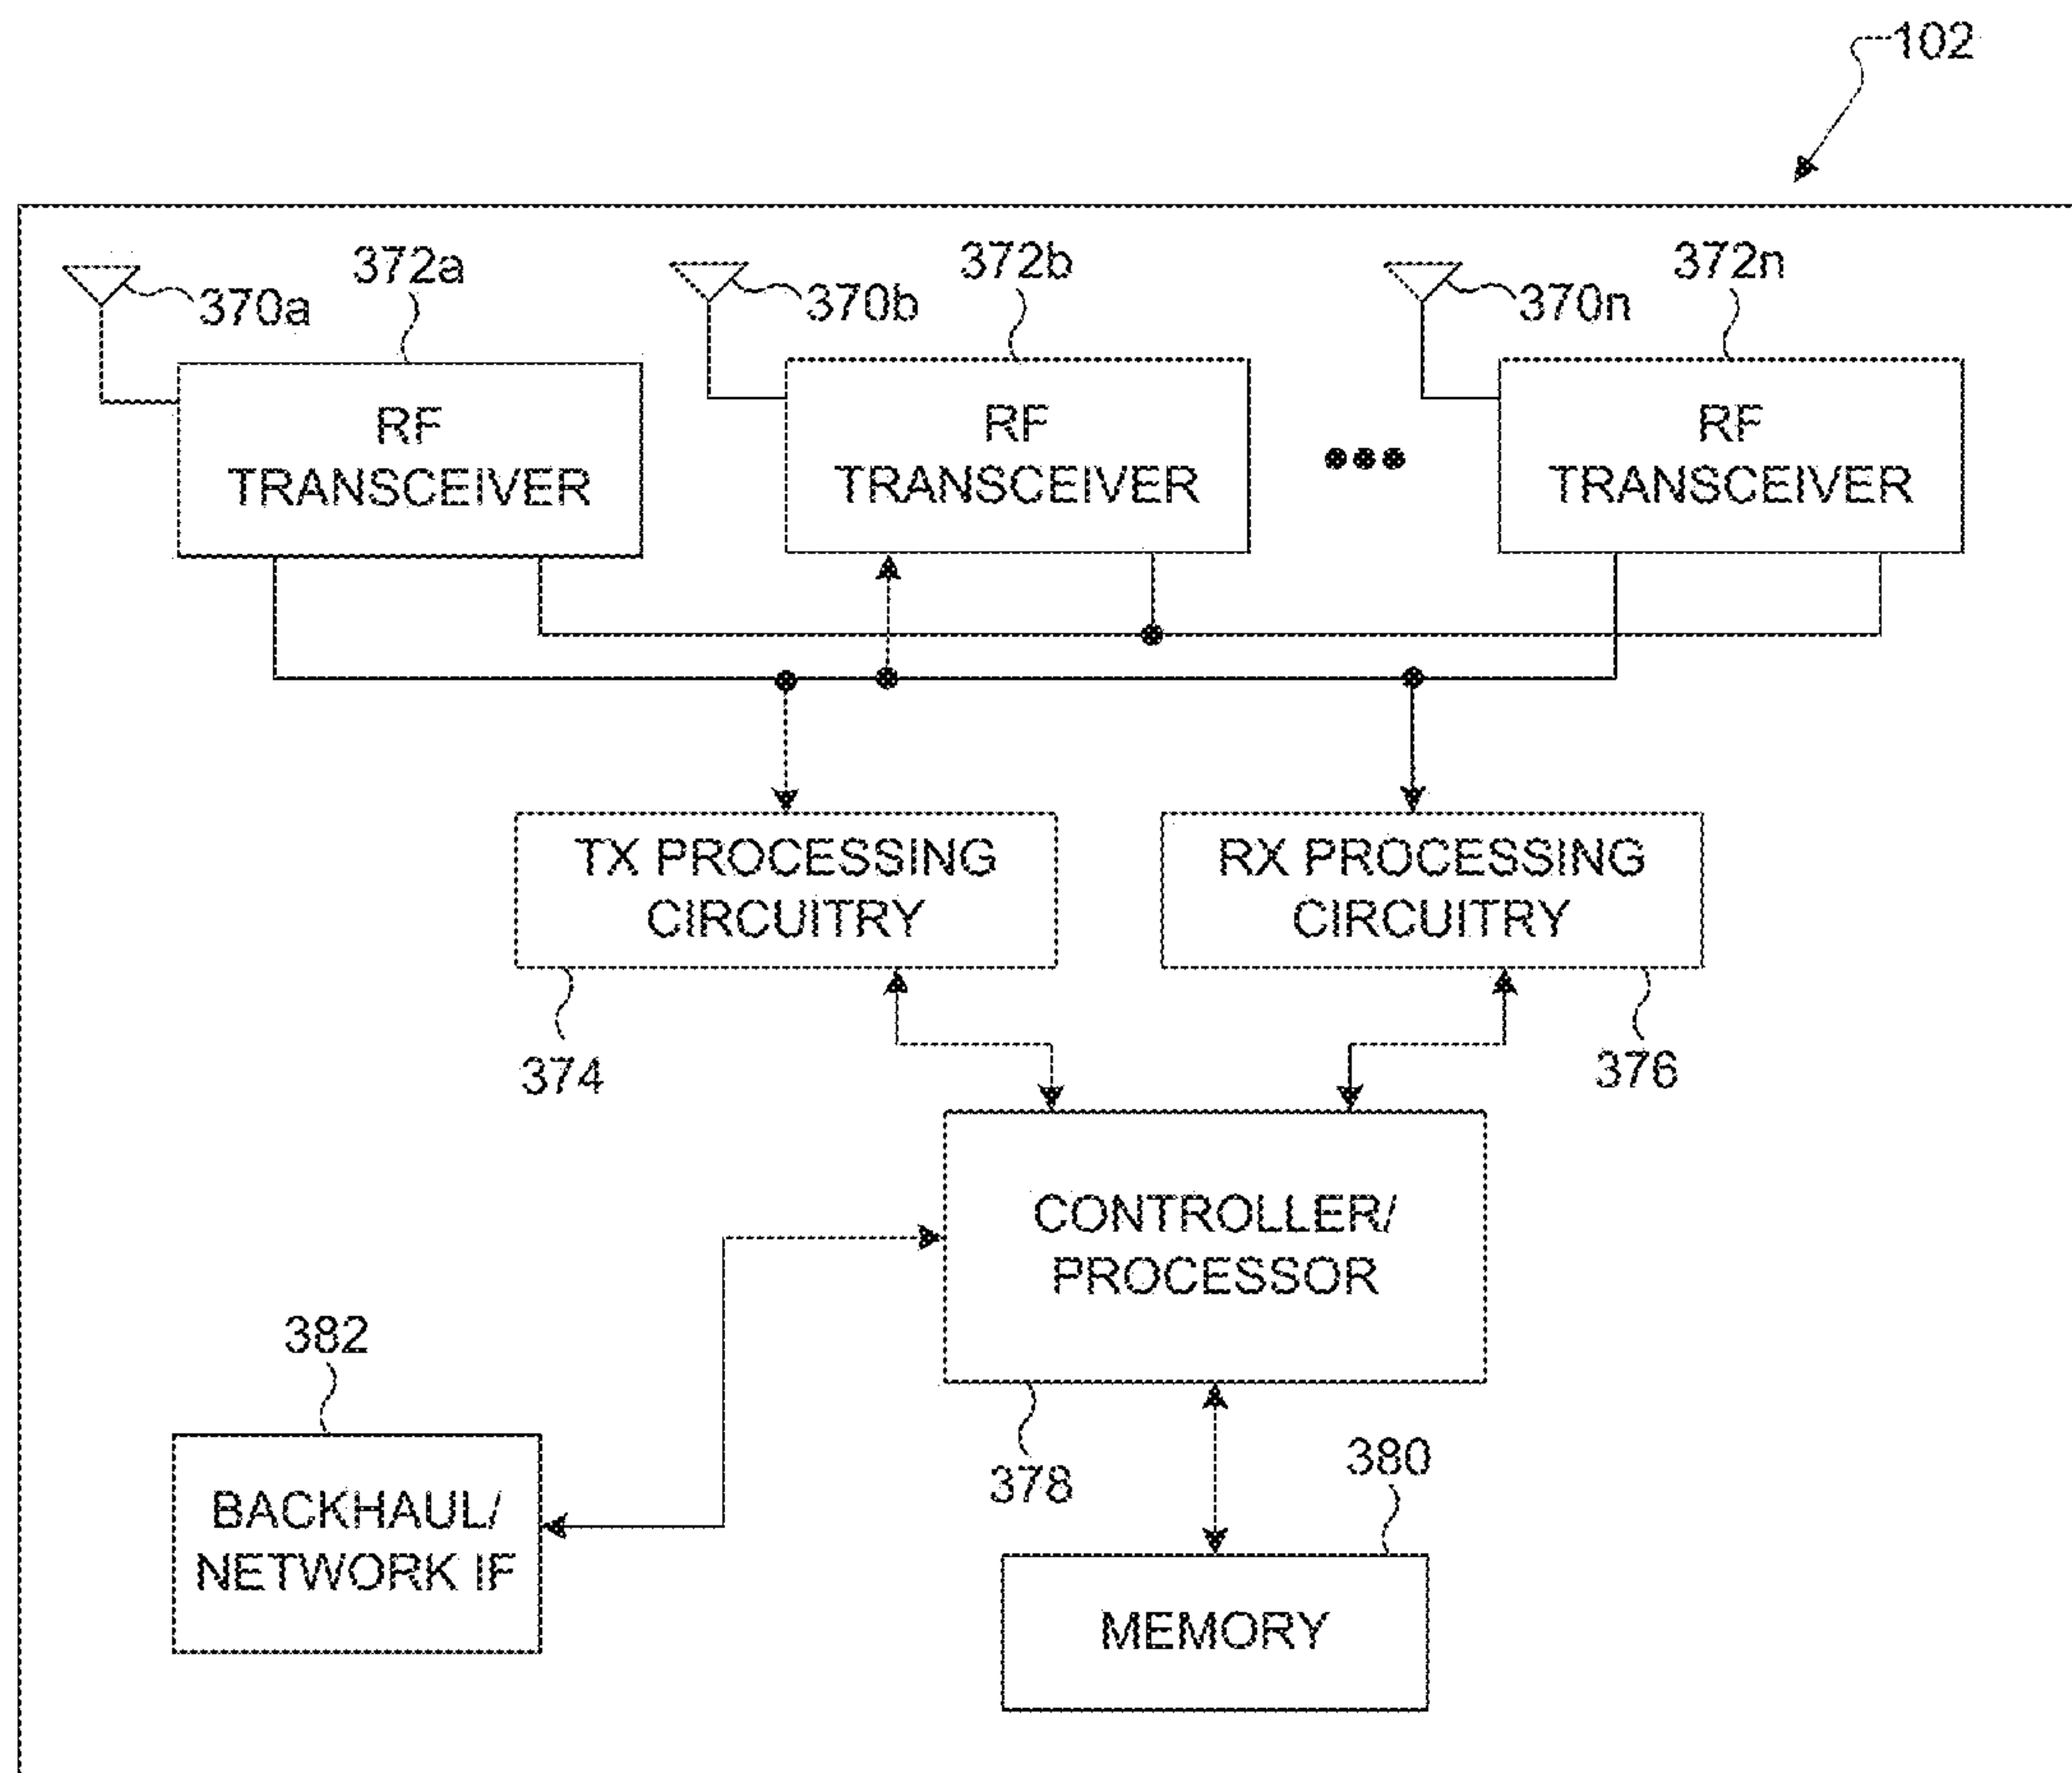 102
372a
372b
372n
370a
370b
370n
RF
TRANSCEIVER
RF
TRANSCEIVER
RF
TRANSCEIVER
TX PROCESSING
CIRCUITRY
RX PROCESSING
CIRCUITRY
374
376
CONTROLLER/
PROCESSOR
382
378
380
BACKHAUL/
NETWORK IF
MEMORY